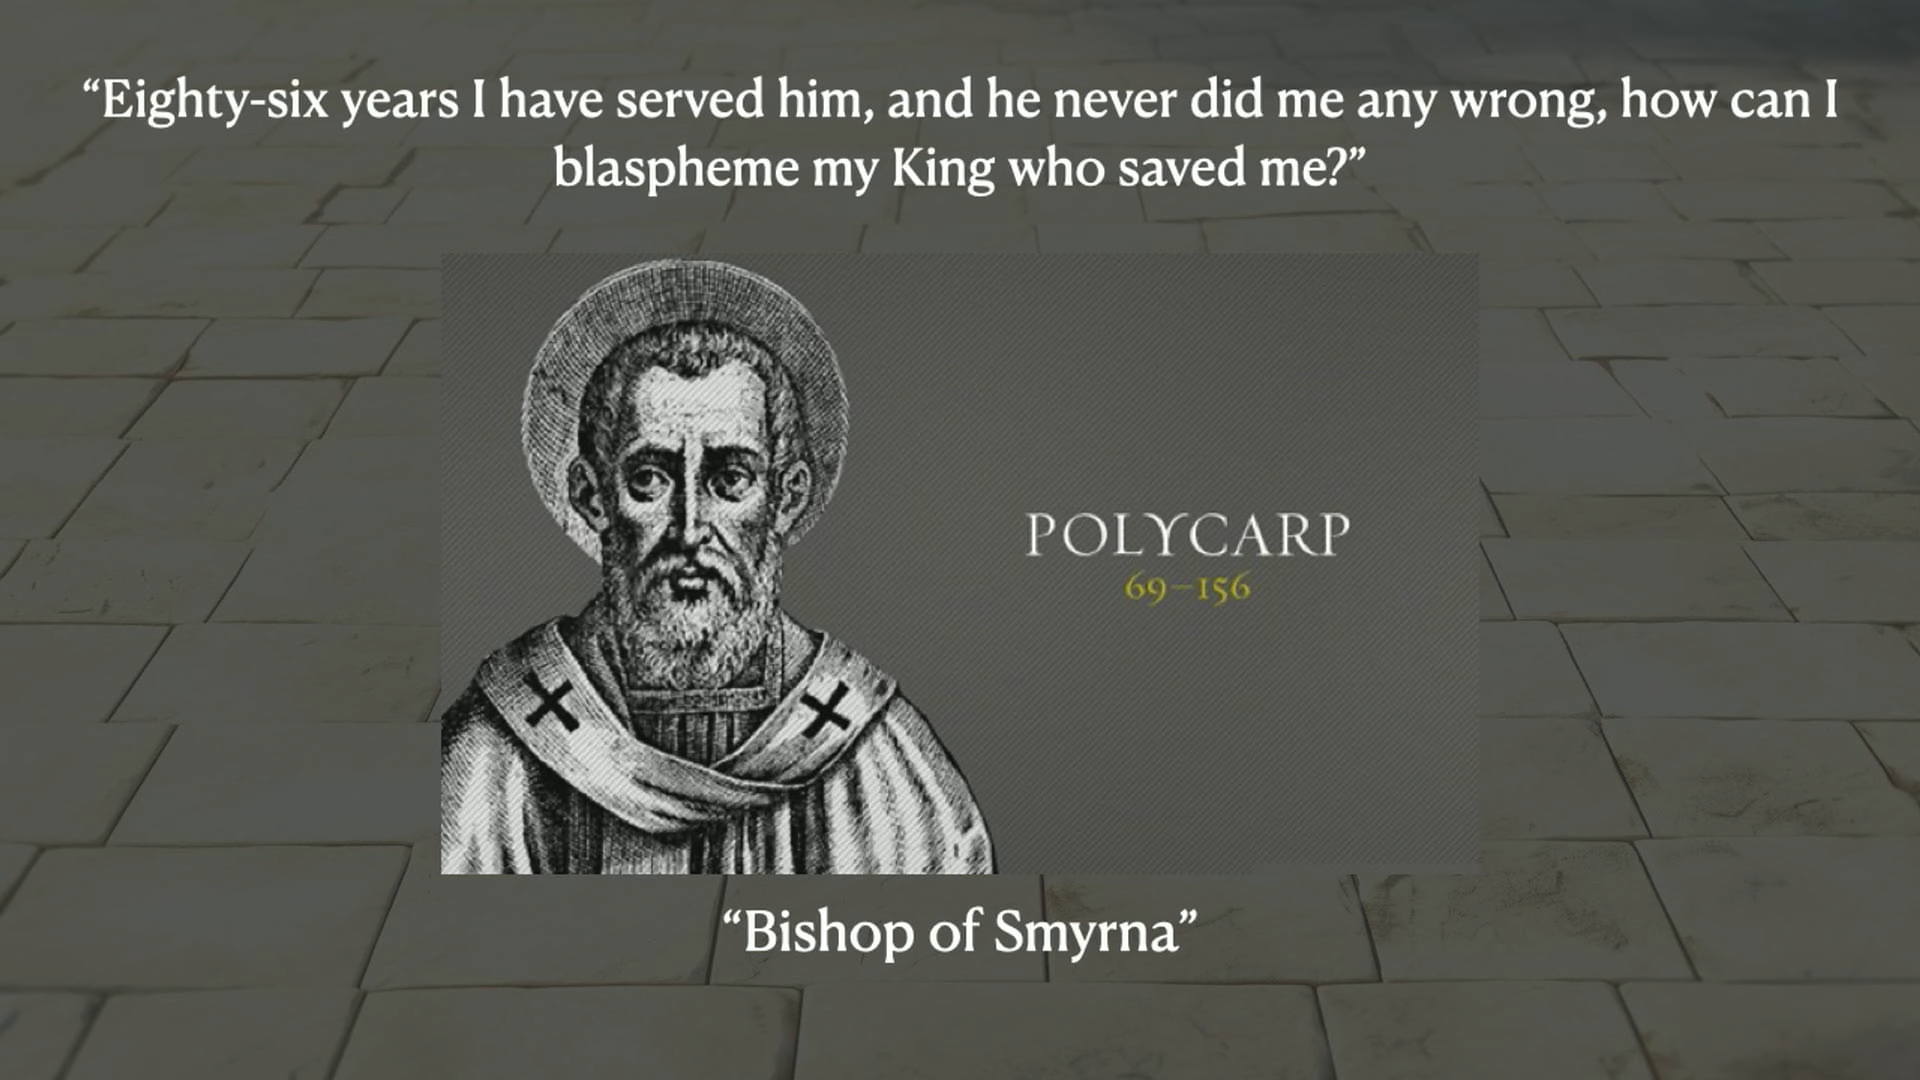 “Eighty-six years I have served him, and he never did me any wrong, how can I
blaspheme my King who saved me?”
POLYCARP
69–156
“Bishop of Smyrna”